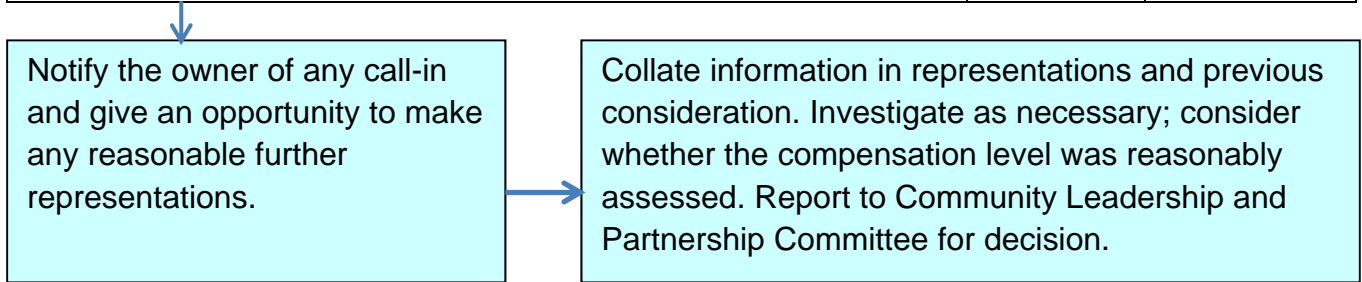 Notify the owner of any call-in
and give an opportunity to make
any reasonable further
representations.
Collate information in representations and previous
consideration. Investigate as necessary; consider
whether the compensation level was reasonably
assessed. Report to Community Leadership and
Partnership Committee for decision.